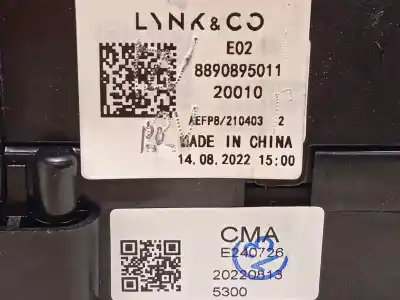 LYNK & CO
E02
8890895011
20010
AEFP8/210403 2
MADE IN CHINA
14.08.2022 15:00
CMA
E240726
20220813
5300